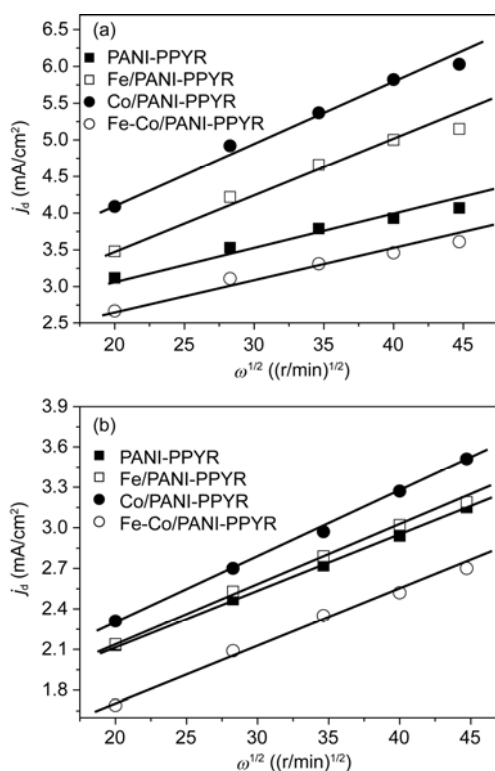 (a)
PANI-PPYR
Fe/PANI-PPYR
Co/PANI-PPYR
Fe-Co/PANI-PPYR
6.5
6.0
5.5
5.0
4.5
4.0
3.5
3.0
2.5
j_d (mA/cm²)
20 25 30 35 40 45
ω^{1/2} ((r/min)^{1/2})
(b)
PANI-PPYR
Fe/PANI-PPYR
Co/PANI-PPYR
Fe-Co/PANI-PPYR
3.9
3.6
3.3
3.0
2.7
2.4
2.1
1.8
j_d (mA/cm²)
20 25 30 35 40 45
ω^{1/2} ((r/min)^{1/2})